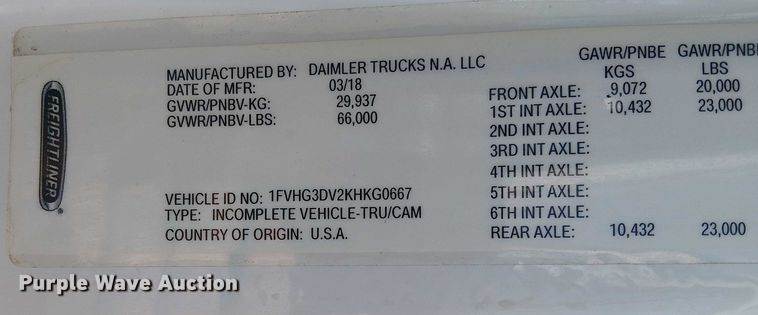 FREIGHTLINER
MANUFACTURED BY: DAIMLER TRUCKS N.A. LLC
DATE OF MFR: 03/18
GVWR/PNBV-KG: 29,937
GVWR/PNBV-LBS: 66,000
VEHICLE ID NO: 1FVHG3DV2KHKG0667
TYPE: INCOMPLETE VEHICLE-TRU/CAM
COUNTRY OF ORIGIN: U.S.A.
GAWR/PNBE GAWR/PNB
KGS LBS
FRONT AXLE: 9,072 20,000
1ST INT AXLE: 10,432 23,000
2ND INT AXLE:
3RD INT AXLE:
4TH INT AXLE:
5TH INT AXLE:
6TH INT AXLE:
REAR AXLE: 10,432 23,000
Purple Wave Auction